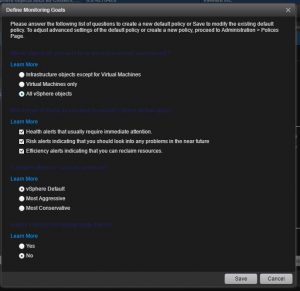 Define Monitoring Goals
Please answer the following list of questions to create a new default policy or Save to modify the existing
default policy. To adjust advanced settings of the default policy or create a new policy, proceed to Administration > Policies
Page.
Learn More
Infrastructure objects except for Virtual Machines
Virtual Machines only
All vSphere objects
Learn More
Health alerts that usually require immediate attention.
Risk alerts indicating that you should look into any problems in the near future
Efficiency alerts indicating that you can reclaim resources.
Learn More
vSphere Default
Most Aggressive
Most Conservative
Learn More
Yes
No
Save
Cancel